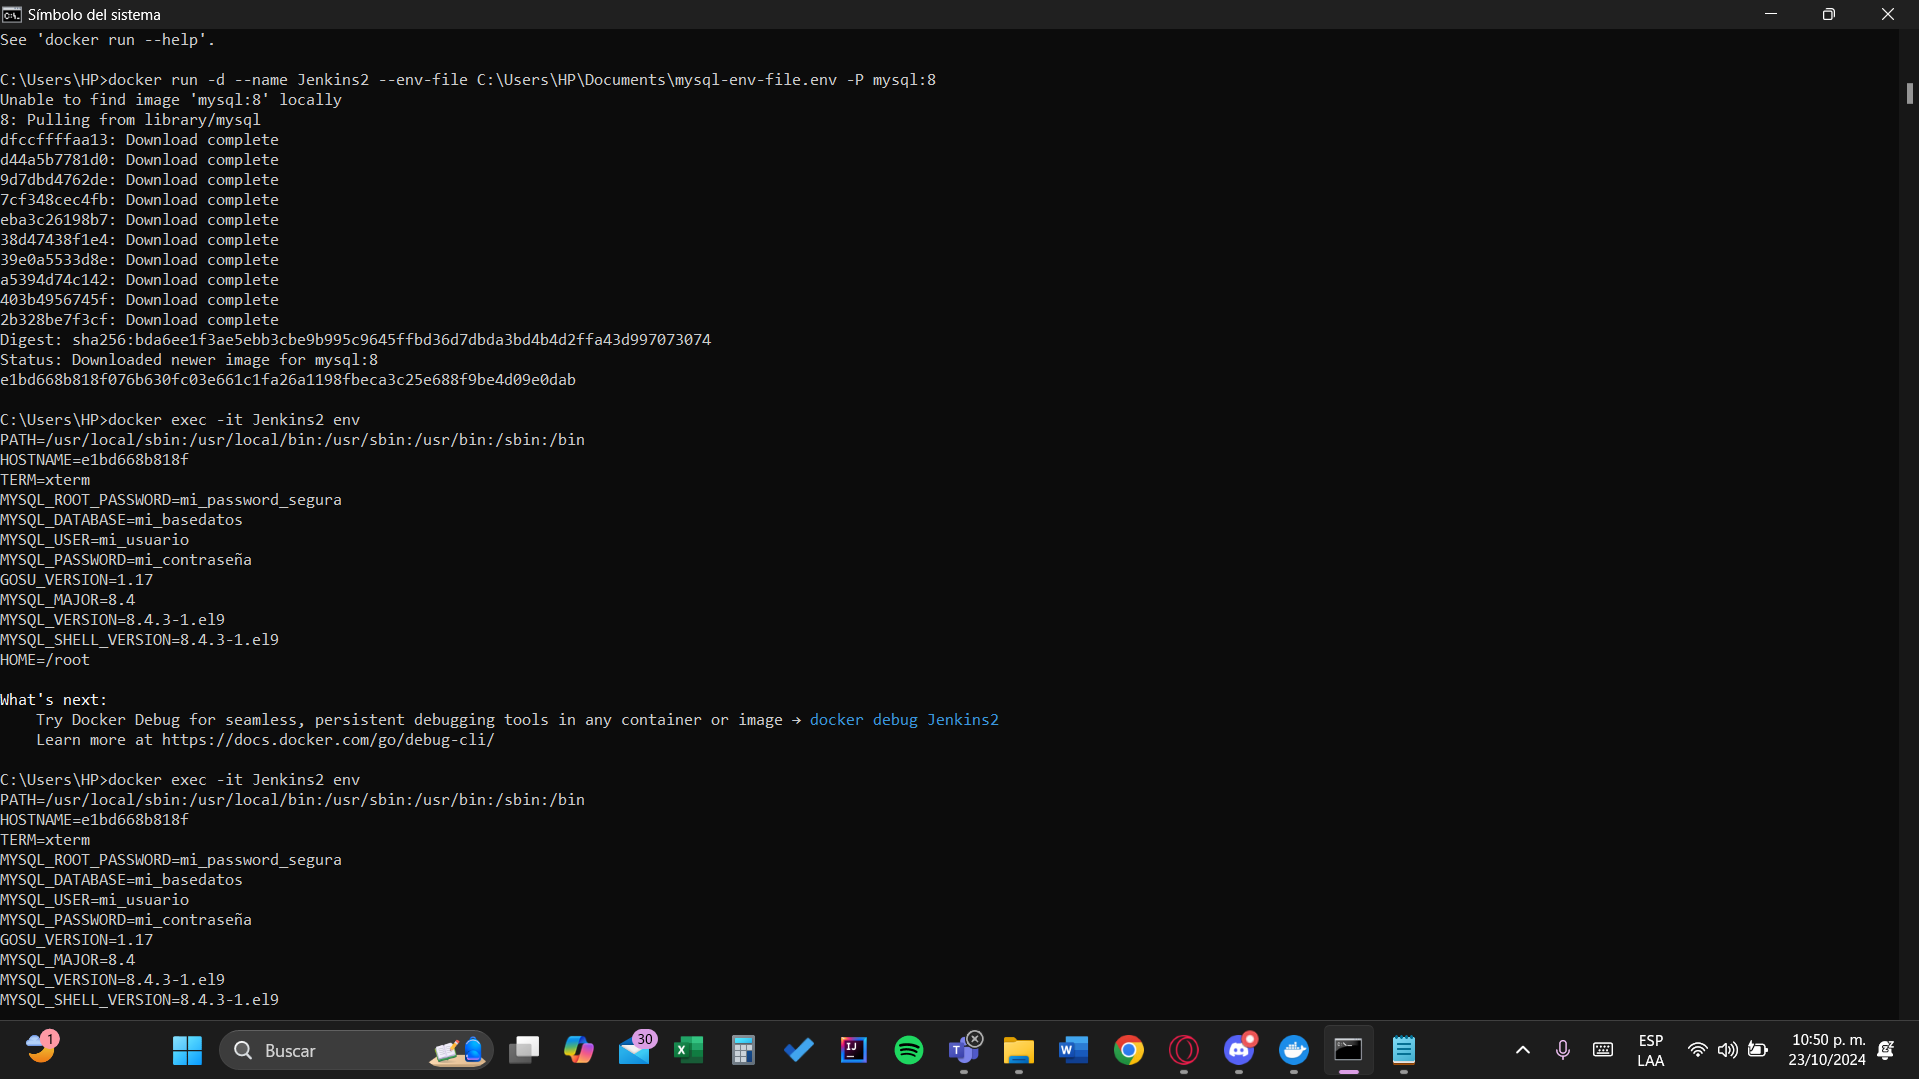 Símbolo del sistema
See 'docker run --help'.
C:\Users\HP>docker run -d --name Jenkins2 --env-file C:\Users\HP\Documents\mysql-env-file.env -P mysql:8
Unable to find image 'mysql:8' locally
8: Pulling from library/mysql
dfccffffaa13: Download complete
d44a5b7781d0: Download complete
9d7dbd4762de: Download complete
7cf348cec4fb: Download complete
eba3c26198b7: Download complete
38d47438f1e4: Download complete
39e0a5533d8e: Download complete
a5394d74c142: Download complete
403b4956745f: Download complete
2b328be7f3cf: Download complete
Digest: sha256:bda6ee1f3ae5ebb3cbe9b995c9645ffbd36d7dbda3bd4b4d2ffa43d997073074
Status: Downloaded newer image for mysql:8
e1bd668b818f076b630fc03e661c1fa26a1198fbeca3c25e688f9be4d09e0dab
C:\Users\HP>docker exec -it Jenkins2 env
PATH=/usr/local/sbin:/usr/local/bin:/usr/sbin:/usr/bin:/sbin:/bin
HOSTNAME=e1bd668b818f
TERM=xterm
MYSQL_ROOT_PASSWORD=mi_password_segura
MYSQL_DATABASE=mi_basedatos
MYSQL_USER=mi_usuario
MYSQL_PASSWORD=mi_contraseña
GOSU_VERSION=1.17
MYSQL_MAJOR=8.4
MYSQL_VERSION=8.4.3-1.el9
MYSQL_SHELL_VERSION=8.4.3-1.el9
HOME=/root
What's next:
Try Docker Debug for seamless, persistent debugging tools in any container or image → docker debug Jenkins2
Learn more at https://docs.docker.com/go/debug-cli/
C:\Users\HP>docker exec -it Jenkins2 env
PATH=/usr/local/sbin:/usr/local/bin:/usr/sbin:/usr/bin:/sbin:/bin
HOSTNAME=e1bd668b818f
TERM=xterm
MYSQL_ROOT_PASSWORD=mi_password_segura
MYSQL_DATABASE=mi_basedatos
MYSQL_USER=mi_usuario
MYSQL_PASSWORD=mi_contraseña
GOSU_VERSION=1.17
MYSQL_MAJOR=8.4
MYSQL_VERSION=8.4.3-1.el9
MYSQL_SHELL_VERSION=8.4.3-1.el9
1
Buscar
30
ESP
LAA
10:50 p. m.
23/10/2024